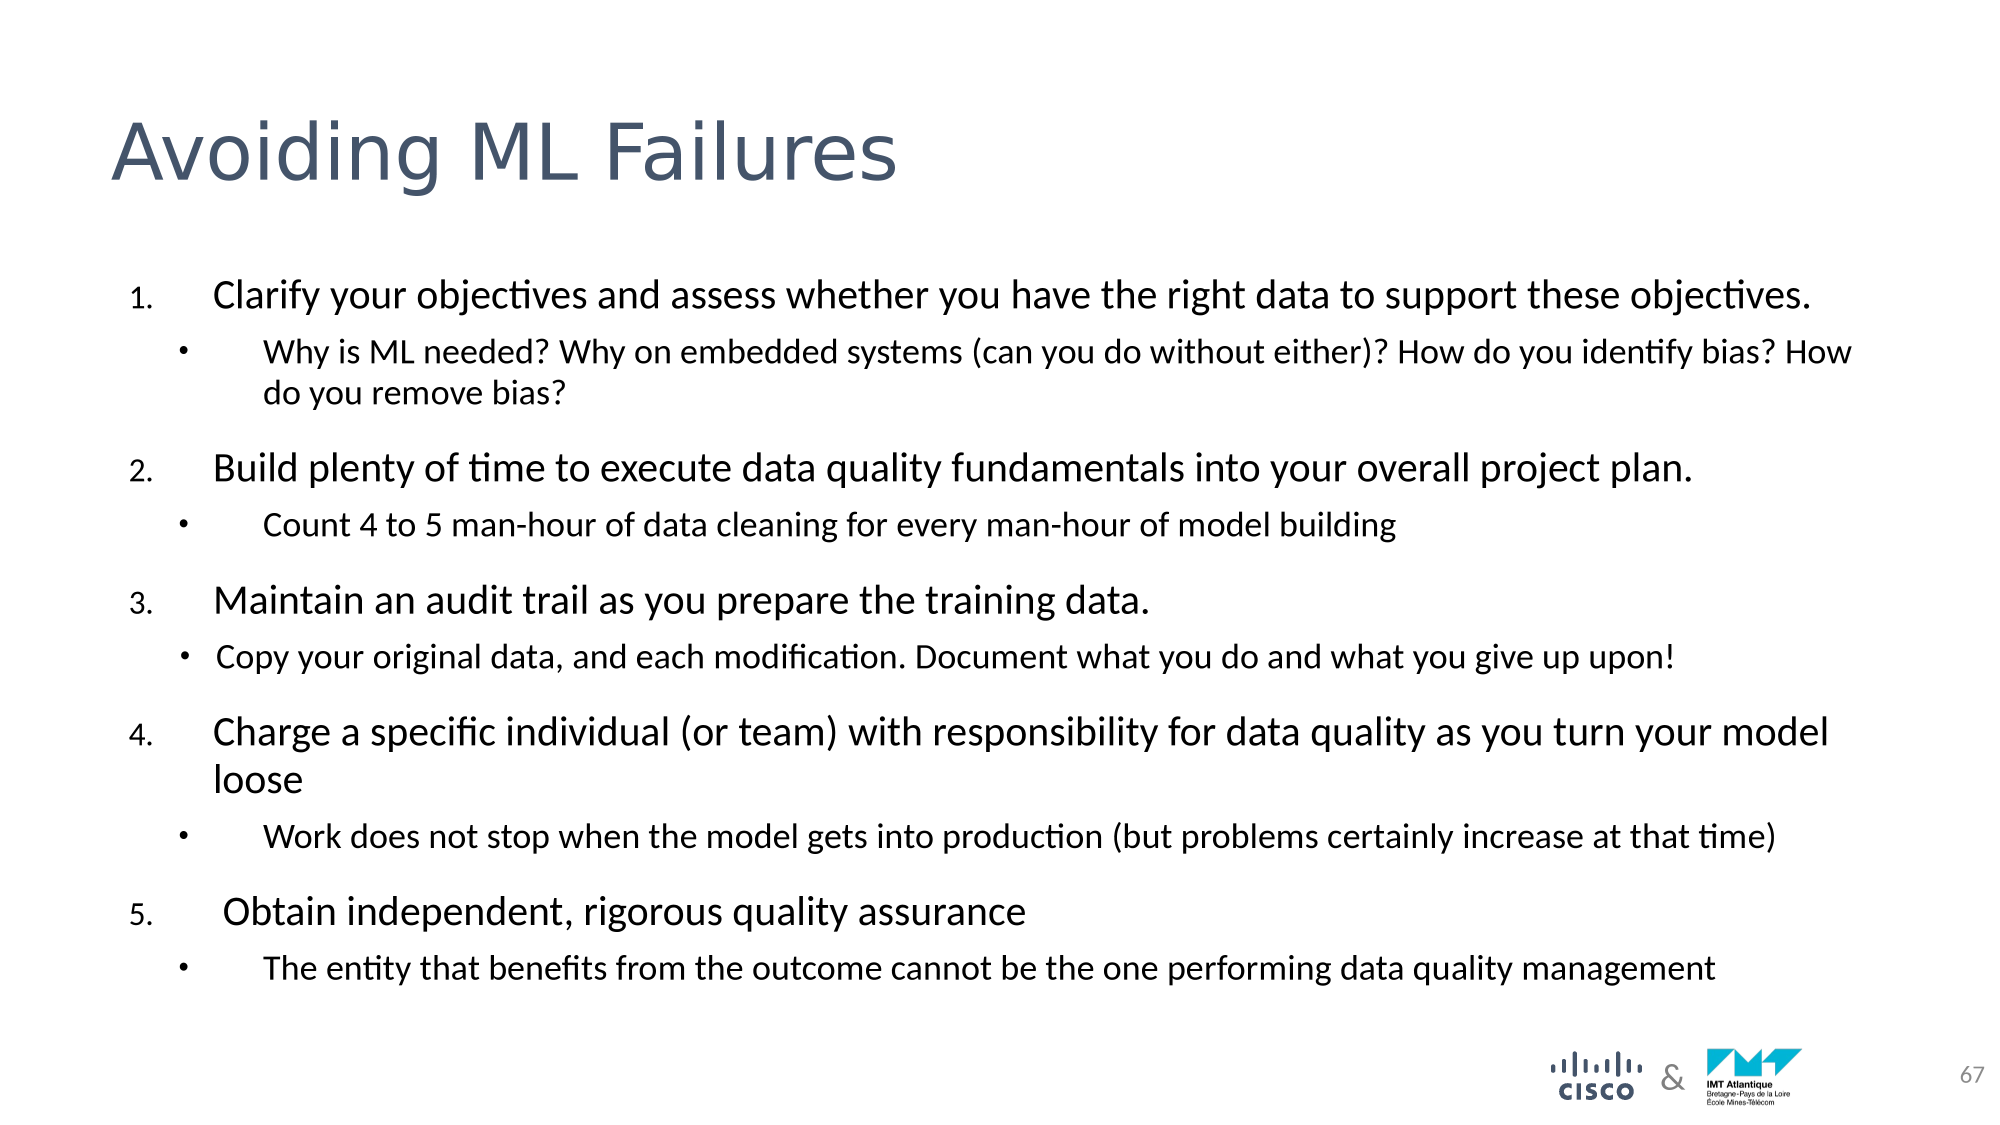 Avoiding ML Failures
1. Clarify your objectives and assess whether you have the right data to support these objectives.
• Why is ML needed? Why on embedded systems (can you do without either)? How do you identify bias? How
do you remove bias?
2. Build plenty of time to execute data quality fundamentals into your overall project plan.
• Count 4 to 5 man-hour of data cleaning for every man-hour of model building
3. Maintain an audit trail as you prepare the training data.
• Copy your original data, and each modification. Document what you do and what you give up upon!
4. Charge a specific individual (or team) with responsibility for data quality as you turn your model
loose
• Work does not stop when the model gets into production (but problems certainly increase at that time)
5. Obtain independent, rigorous quality assurance
• The entity that benefits from the outcome cannot be the one performing data quality management
CISCO & IMT Atlantique
Bretagne-Pays de la Loire
École Mines-Télécom
67